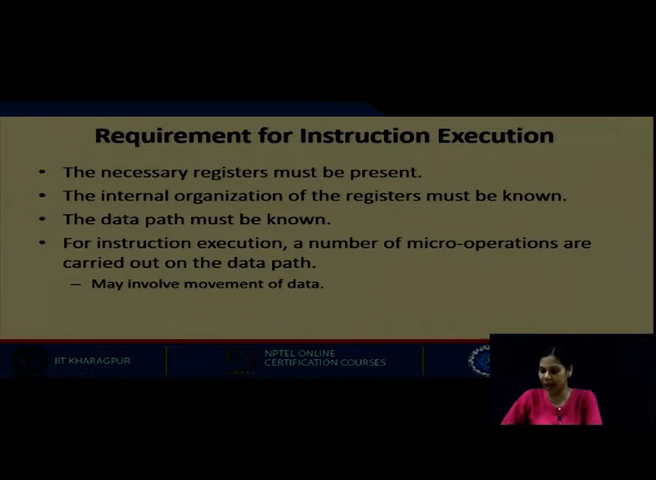 Requirement for Instruction Execution
• The necessary registers must be present.
• The internal organization of the registers must be known.
• The data path must be known.
• For instruction execution, a number of micro-operations are
carried out on the data path.
– May involve movement of data.
IIT KHARAGPUR
NPTEL ONLINE
CERTIFICATION COURSES